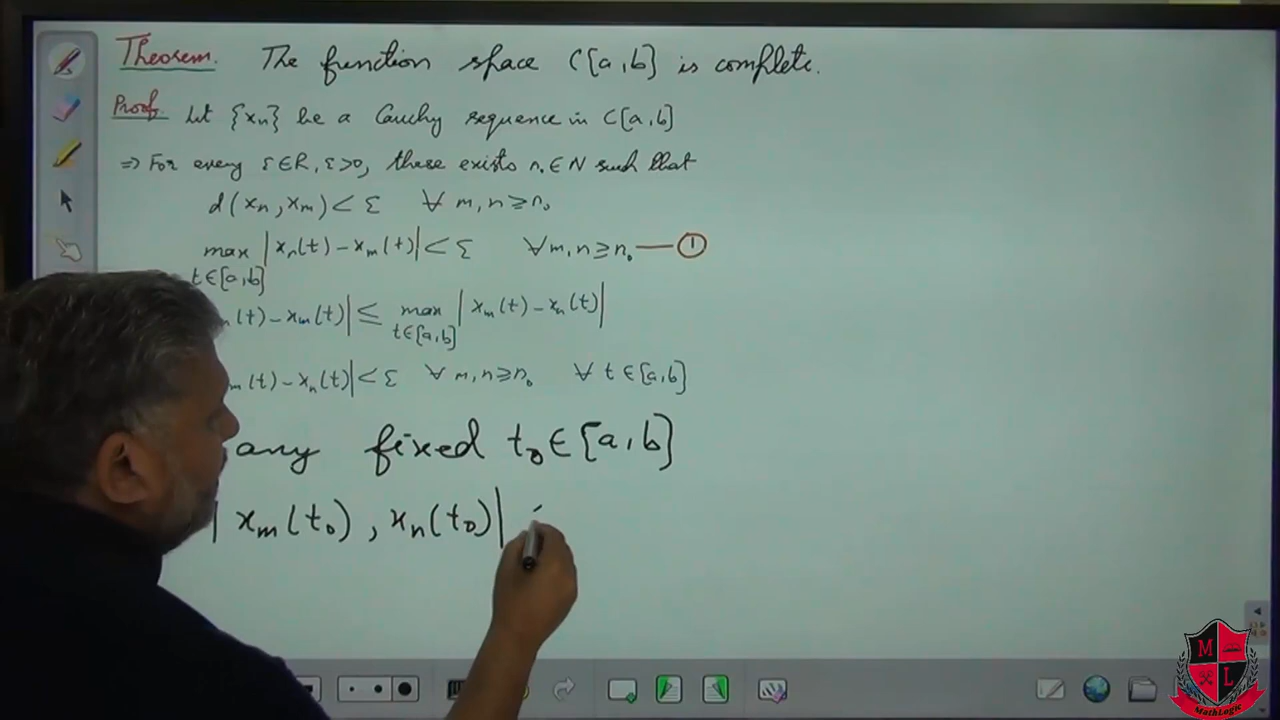 Theorem. The function space C[a,b] is complete.
Proof. Let {xn} be a Cauchy sequence in C[a,b]
⇒ For every ε∈R, ε>0, there exists n₀∈N such that
d(xn, xm) < ε ∀ m,n ≥ n₀
max |xn(t) − xm(t)| < ε ∀ m,n ≥ n₀ — ①
t∈[a,b]
n(t) − xm(t)| ≤ max |xm(t) − xn(t)|
t∈[a,b]
m(t) − xn(t)| < ε ∀ m,n ≥ n₀ ∀ t∈[a,b]
any fixed t₀∈[a,b]
| xm(t₀), xn(t₀)|
M L
MathLogic